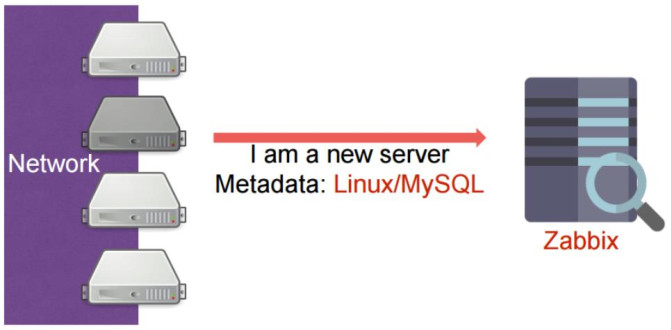 Network
I am a new server
Metadata: Linux/MySQL
Zabbix